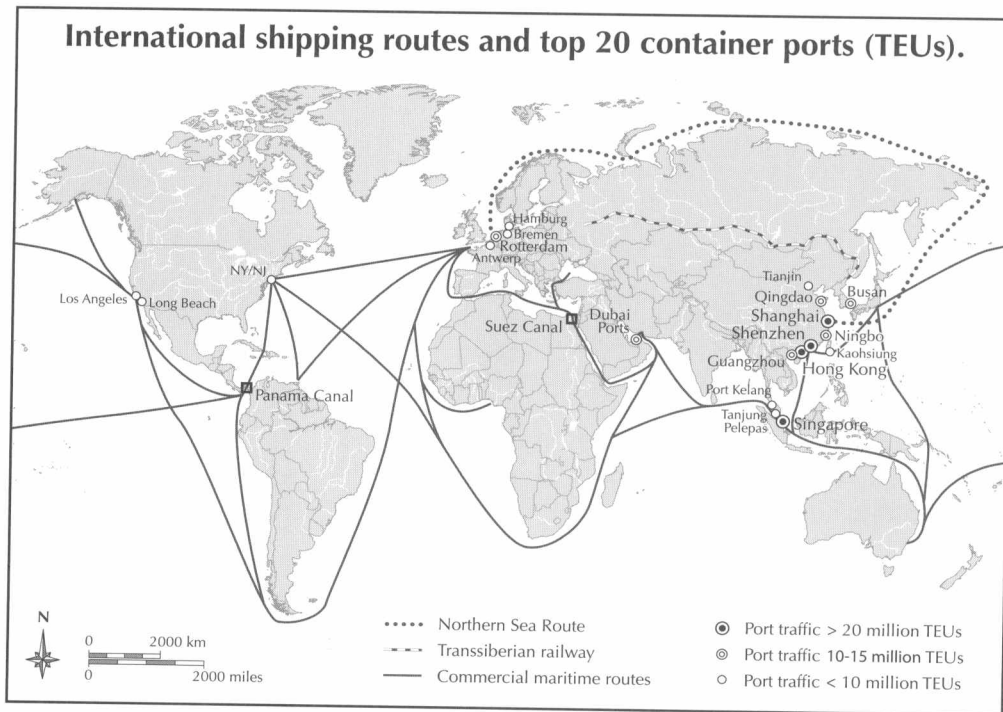 International shipping routes and top 20 container ports (TEUs).
Hamburg
Bremen
Rotterdam
Antwerp
NY/NJ
Los Angeles
Long Beach
Tianjin
Qingdao
Busan
Shanghai
Suez Canal
Dubai
Ports
Shenzhen
Ningbo
Kaohsiung
Guangzhou
Hong Kong
Panama Canal
Port Kelang
Tanjung
Pelepas
Singapore
N
0 2000 km
0 2000 miles
Northern Sea Route
Transsiberian railway
Commercial maritime routes
Port traffic > 20 million TEUs
Port traffic 10-15 million TEUs
Port traffic < 10 million TEUs